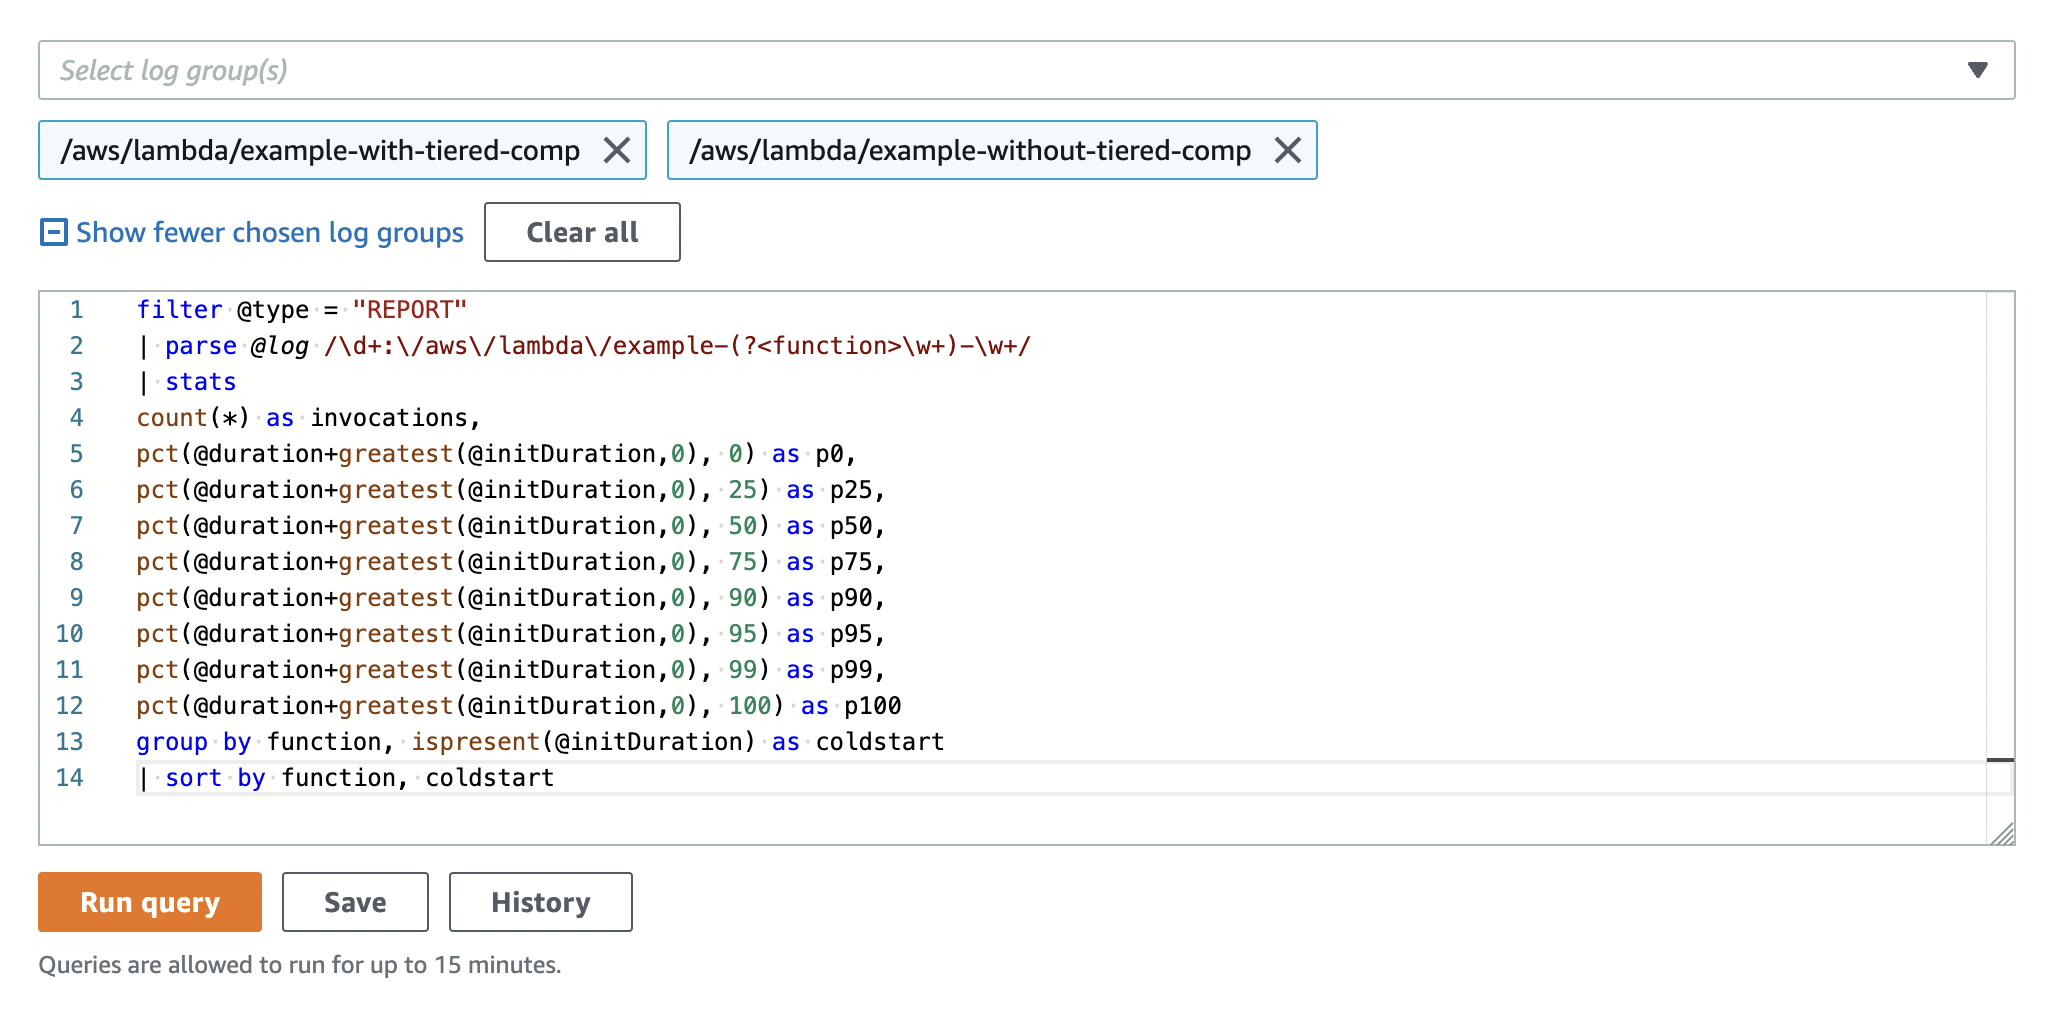 Select log group(s)
/aws/lambda/example-with-tiered-comp
/aws/lambda/example-without-tiered-comp
Show fewer chosen log groups
Clear all
1 filter @type = "REPORT"
2 | parse @log /\d+:\/aws\/lambda\/example-(?<function>\w+)-\w+/
3 | stats
4 count(*) as invocations,
5 pct(@duration+greatest(@initDuration,0), 0) as p0,
6 pct(@duration+greatest(@initDuration,0), 25) as p25,
7 pct(@duration+greatest(@initDuration,0), 50) as p50,
8 pct(@duration+greatest(@initDuration,0), 75) as p75,
9 pct(@duration+greatest(@initDuration,0), 90) as p90,
10 pct(@duration+greatest(@initDuration,0), 95) as p95,
11 pct(@duration+greatest(@initDuration,0), 99) as p99,
12 pct(@duration+greatest(@initDuration,0), 100) as p100
13 group by function, ispresent(@initDuration) as coldstart
14 | sort by function, coldstart
Run query
Save
History
Queries are allowed to run for up to 15 minutes.